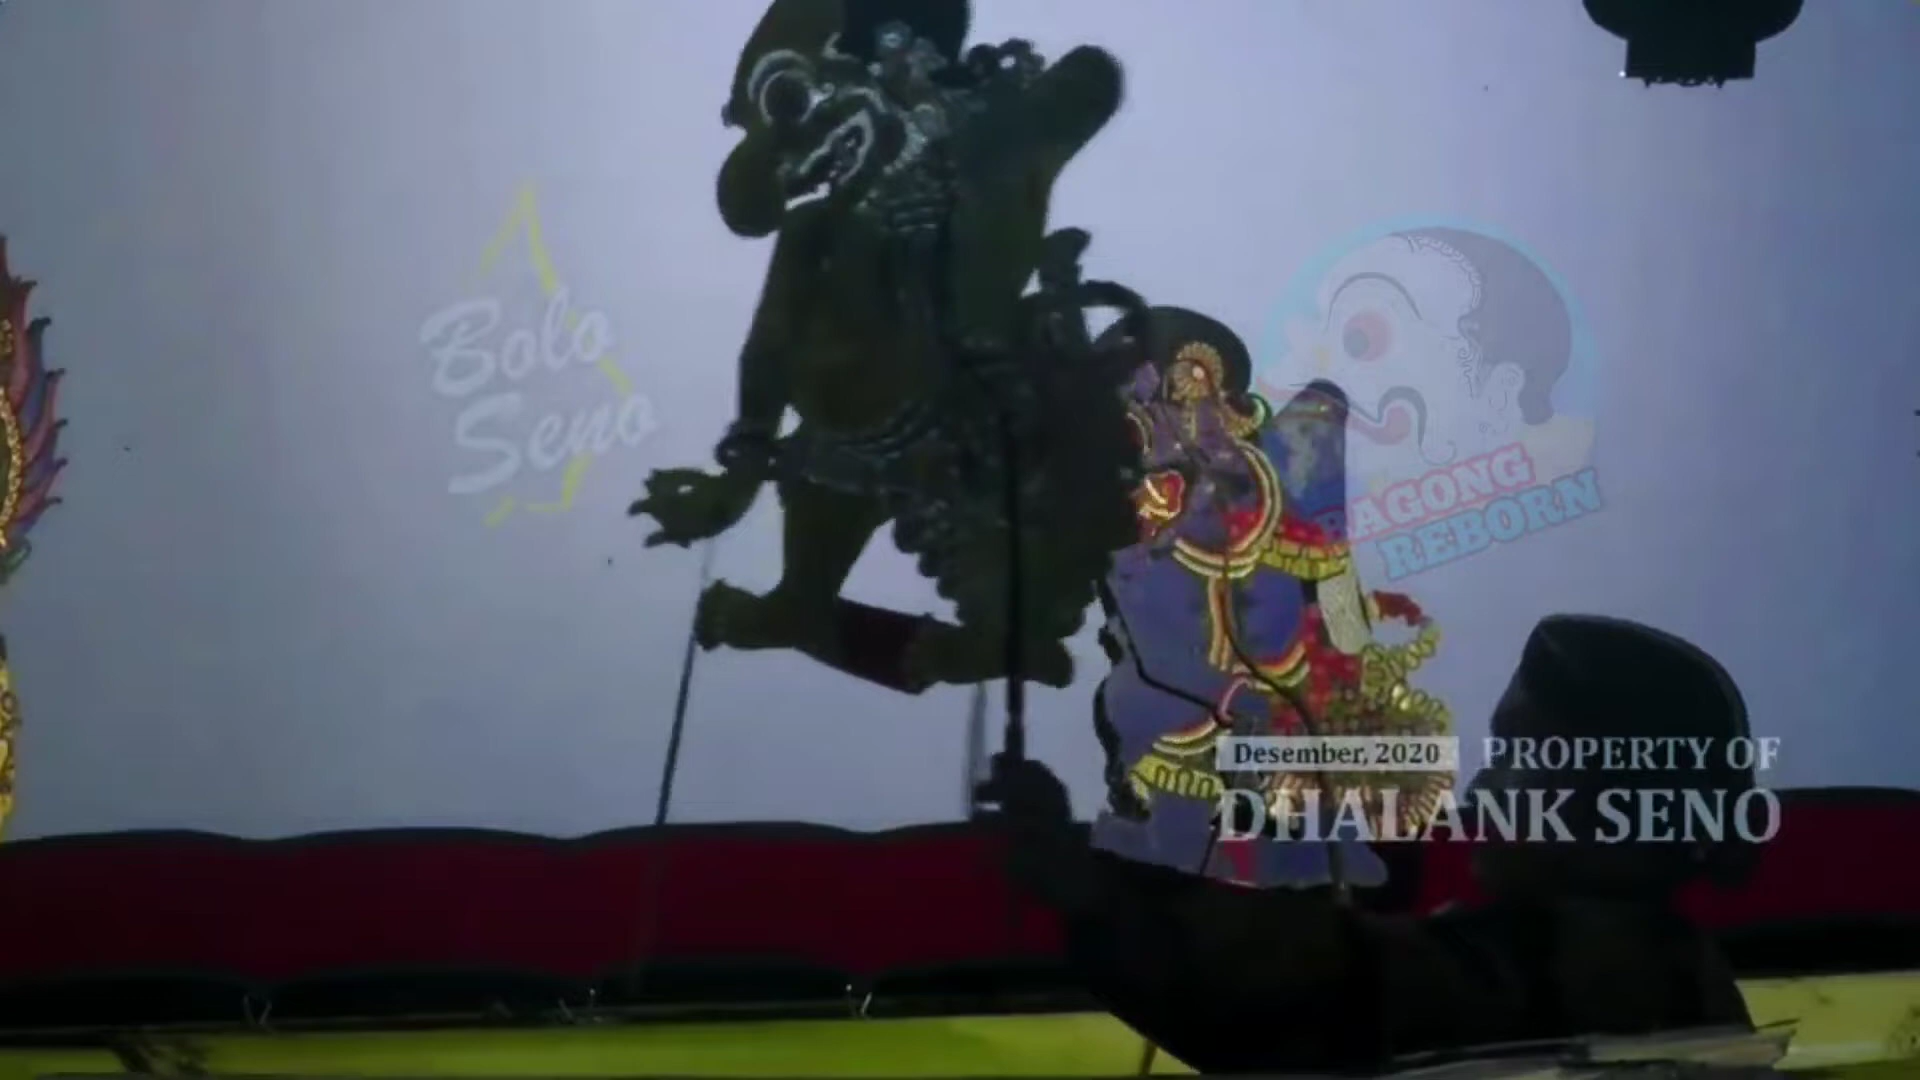 Bolo
Seno
BAGONG
REBORN
Desember, 2020
PROPERTY OF
DHALANK SENO